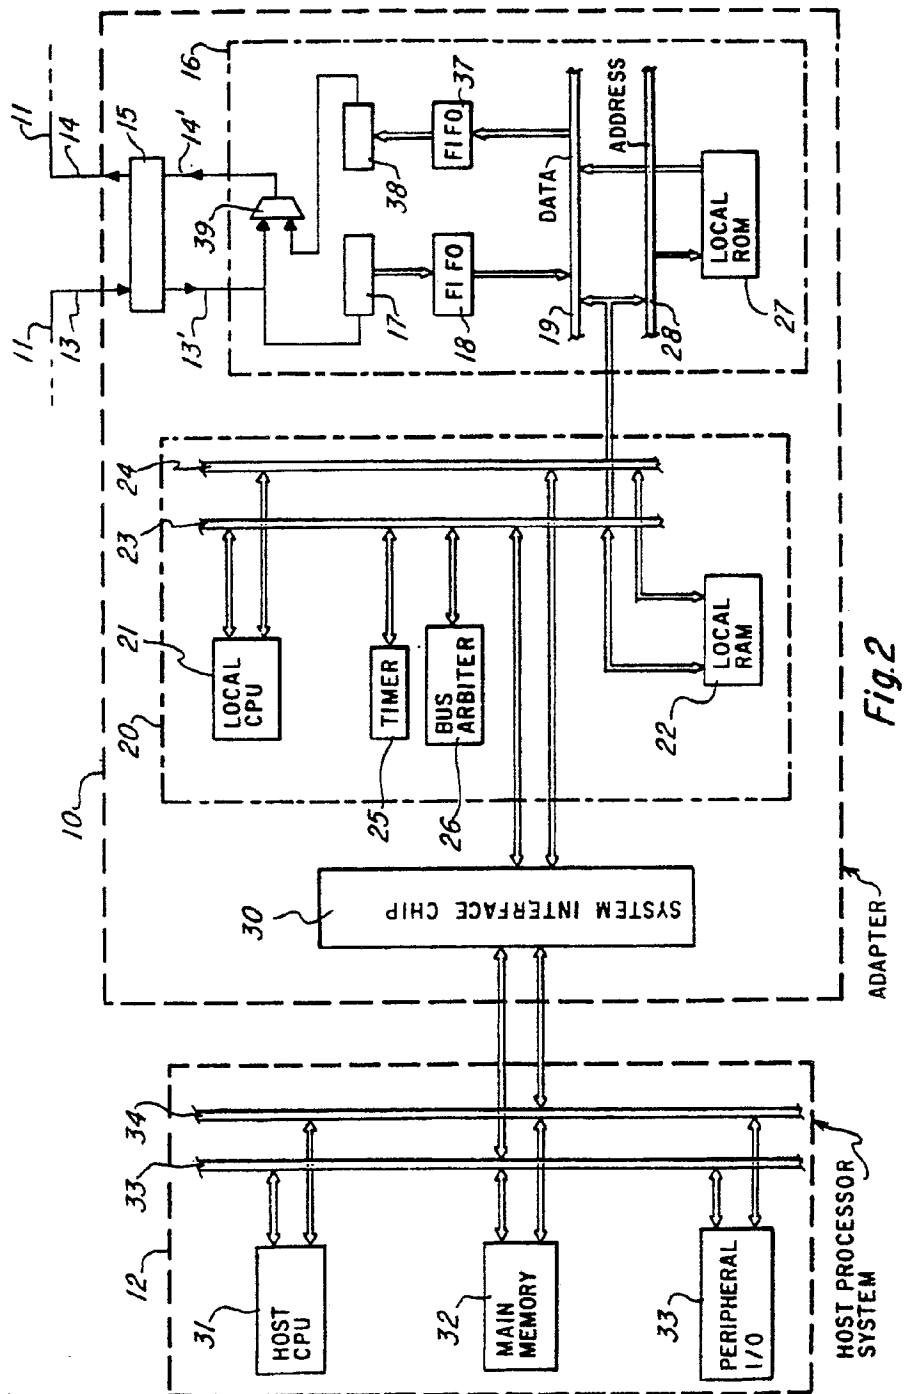 12
33
34
31
HOST
CPU
32
MAIN
MEMORY
33
PERIPHERAL
I/O
HOST PROCESSOR
SYSTEM
30
SYSTEM INTERFACE CHIP
10
20
21
23
24
LOCAL
CPU
25
TIMER
26
BUS
ARBITER
22
LOCAL
RAM
ADAPTER
11
13
14
11
15
13'
14'
16
39
17
38
18
FIFO
FIFO
37
19
DATA
ADDRESS
28
27
LOCAL
ROM
Fig.2